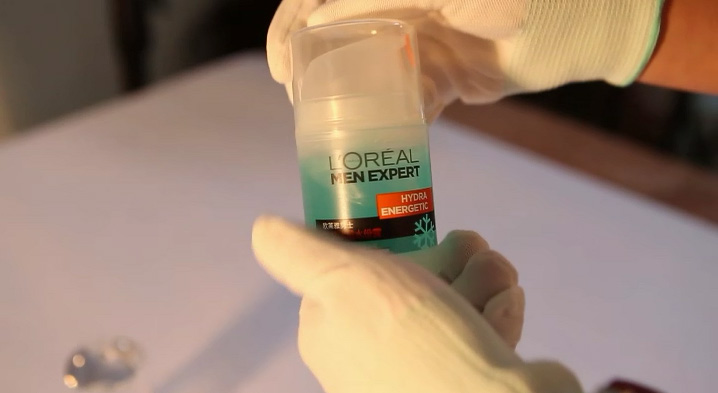 L'ORÉAL
MEN EXPERT
HYDRA
ENERGETIC